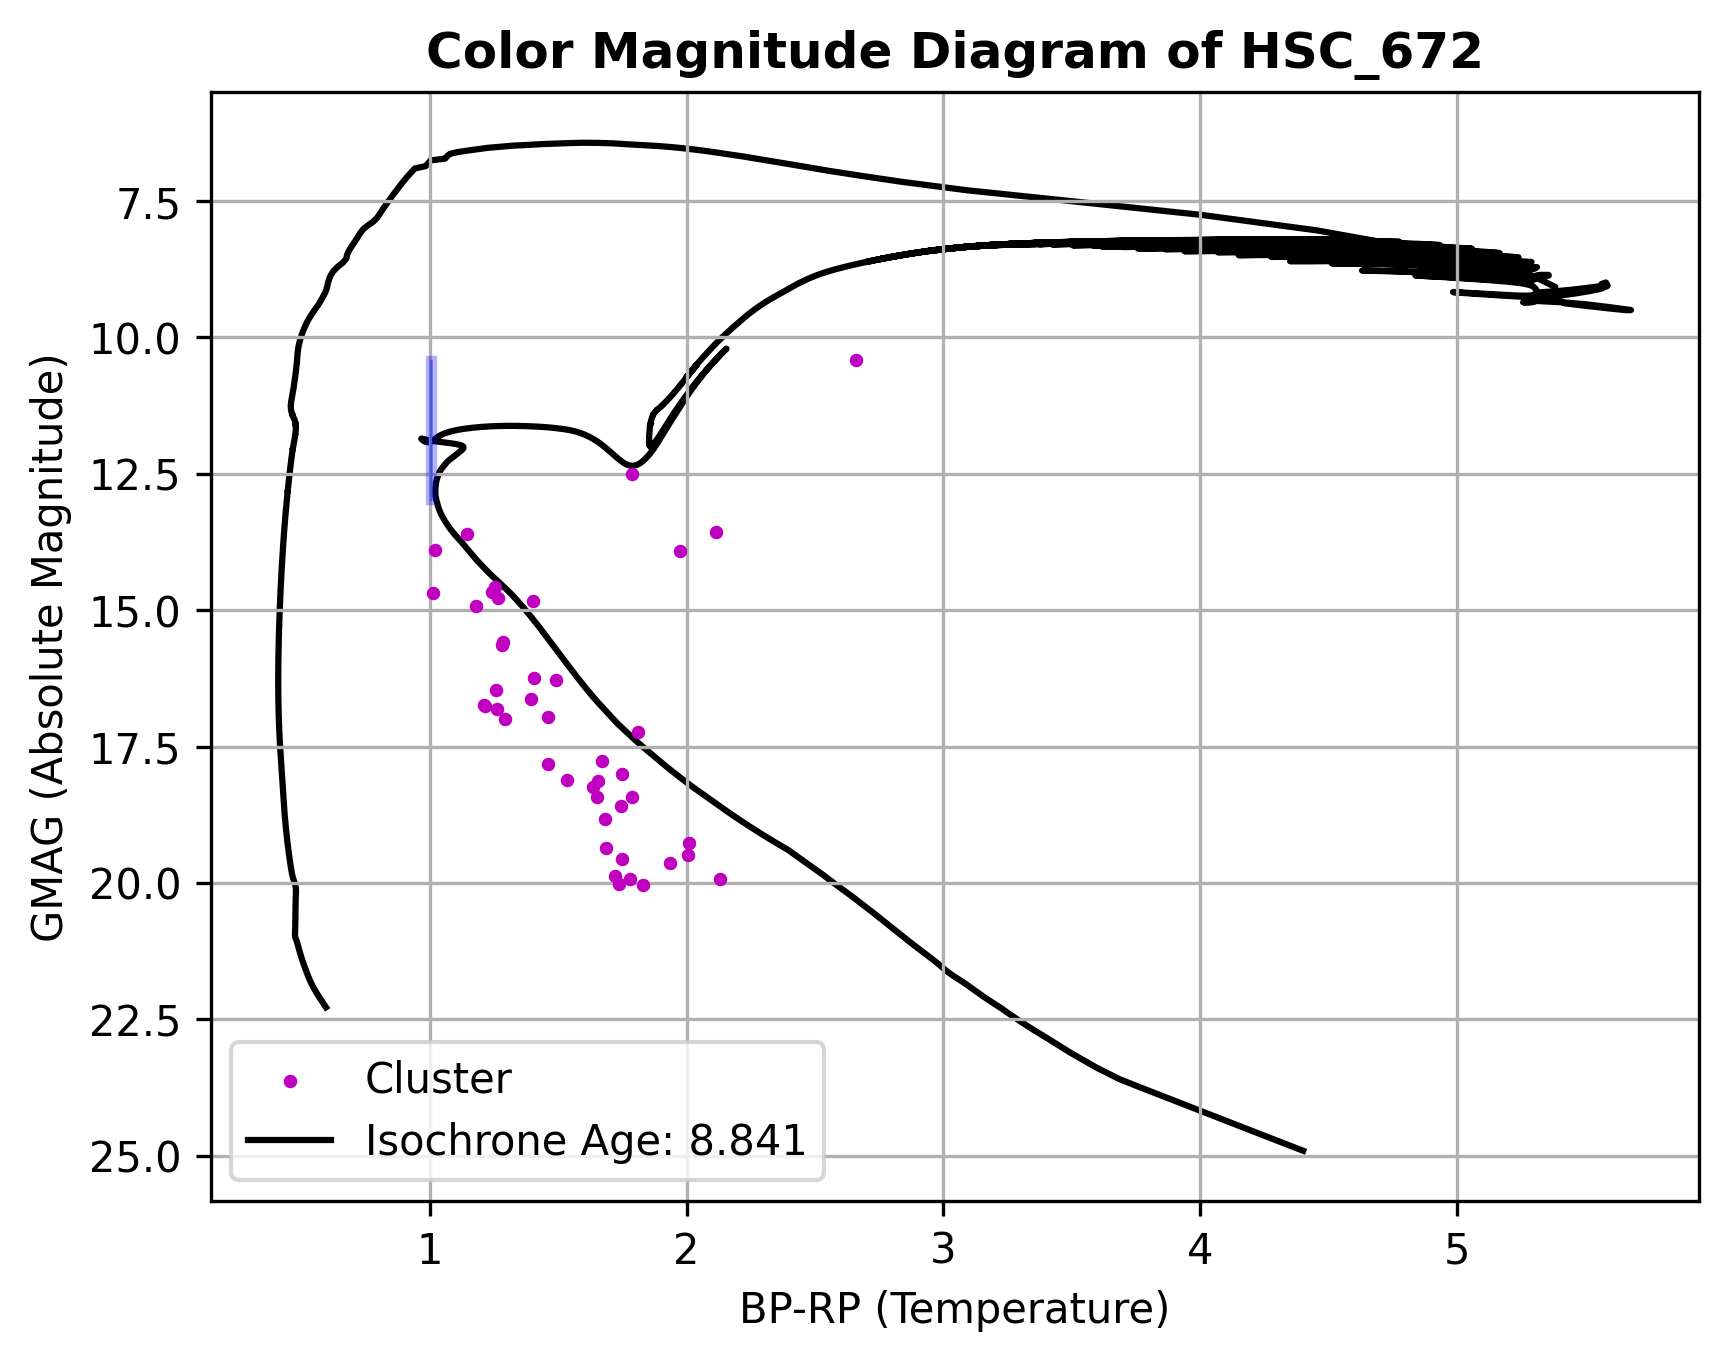 Color Magnitude Diagram of HSC_672
GMAG (Absolute Magnitude)
7.5
10.0
12.5
15.0
17.5
20.0
22.5
25.0
Cluster
Isochrone Age: 8.841
1 2 3 4 5
BP-RP (Temperature)